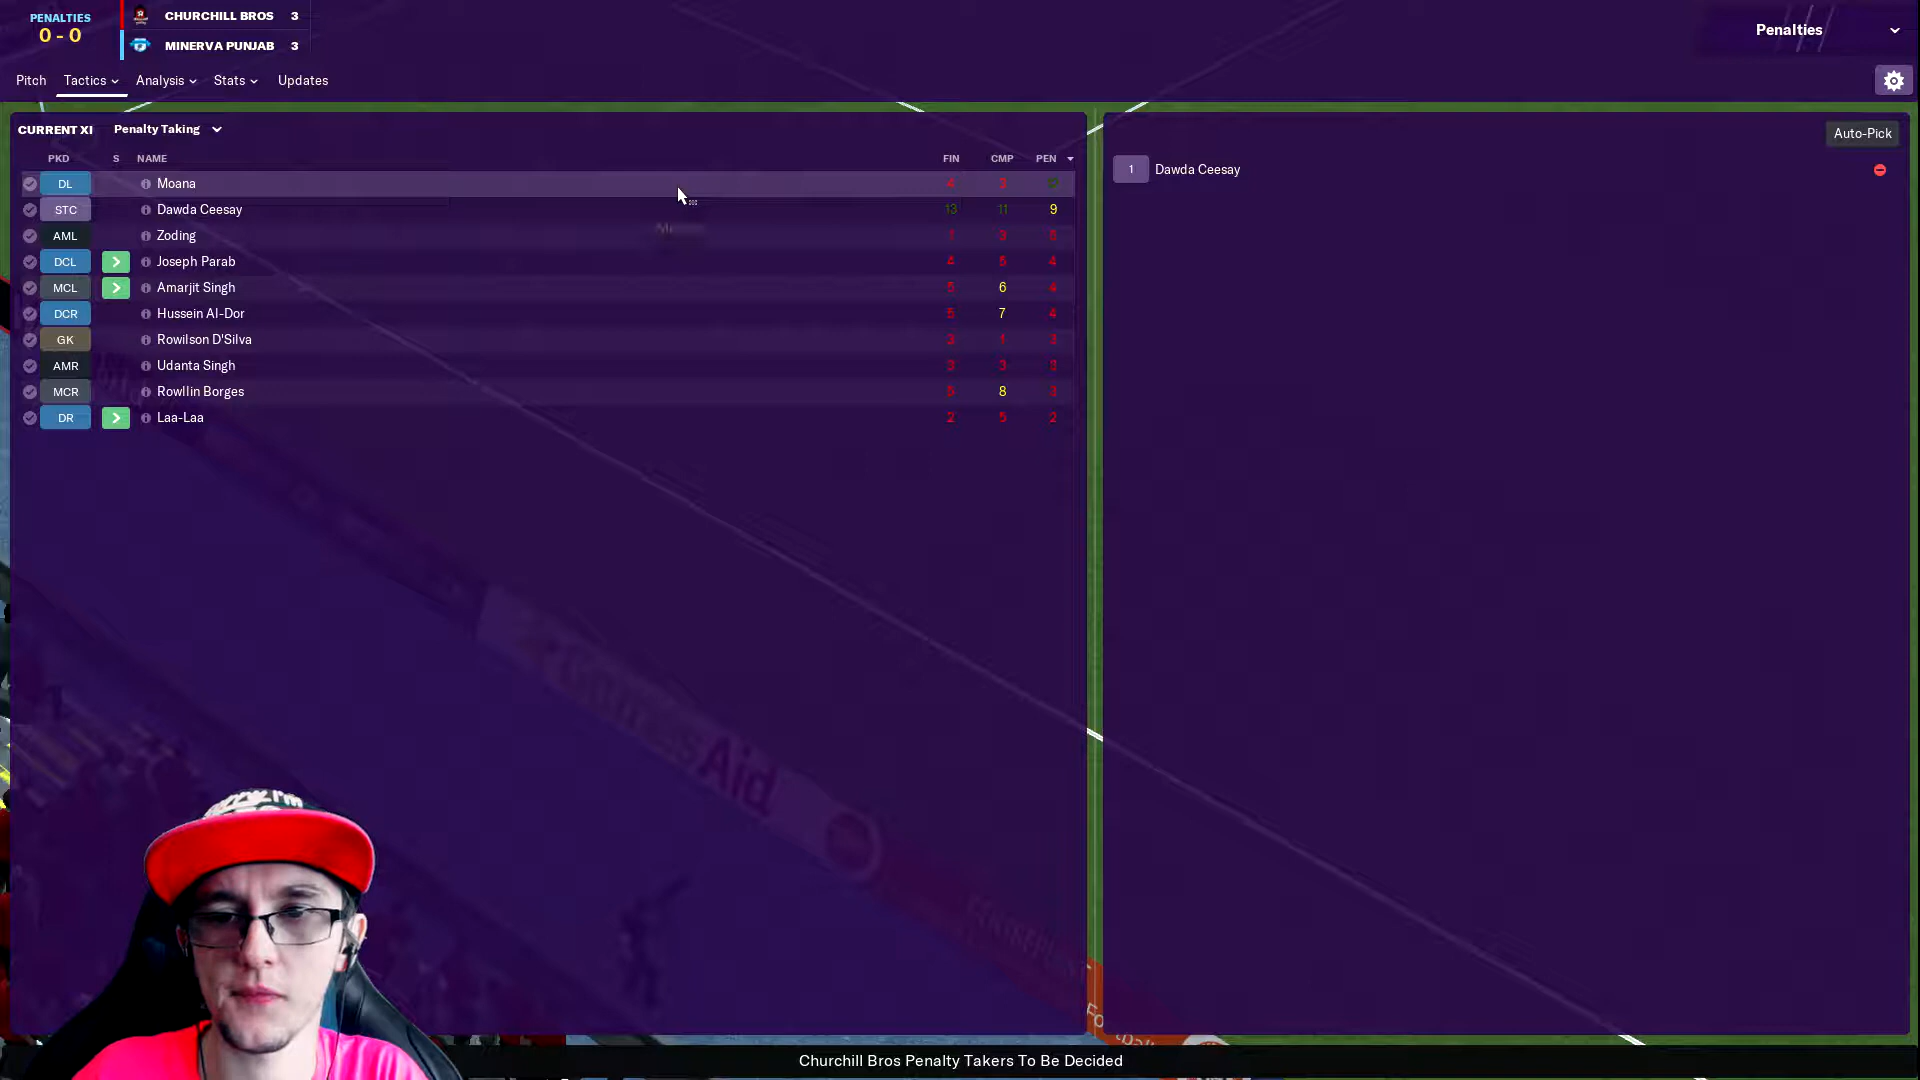 PENALTIES
0 - 0
CHURCHILL BROS 3
MINERVA PUNJAB 3
Penalties
Pitch Tactics Analysis Stats Updates
CURRENT XI Penalty Taking
PKD S NAME FIN CMP PEN
DL Moana 4 3
STC Dawda Ceesay 13 11 9
AML Zoding 1 3 5
DCL Joseph Parab 4 5 4
MCL Amarjit Singh 5 6 4
DCR Hussein Al-Dor 5 7 4
GK Rowilson D'Silva 3 1 3
AMR Udanta Singh 3 3 3
MCR Rowllin Borges 5 8 3
DR Laa-Laa 2 5 2
Auto-Pick
1 Dawda Ceesay
Aid
Churchill Bros Penalty Takers To Be Decided